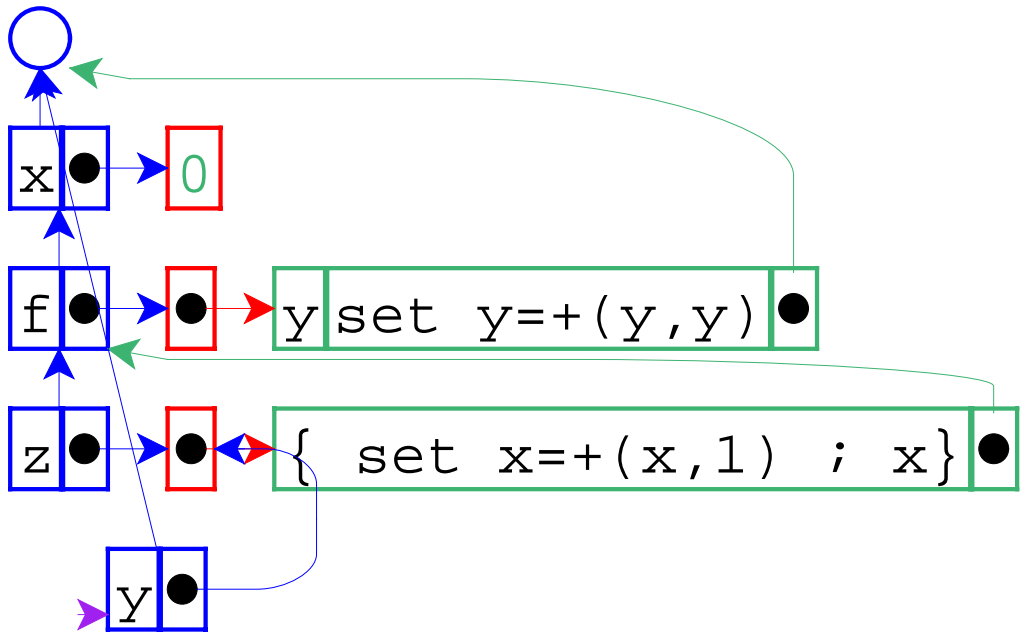 x 0
f y set y=+(y,y)
z { set x=+(x,1) ; x}
y